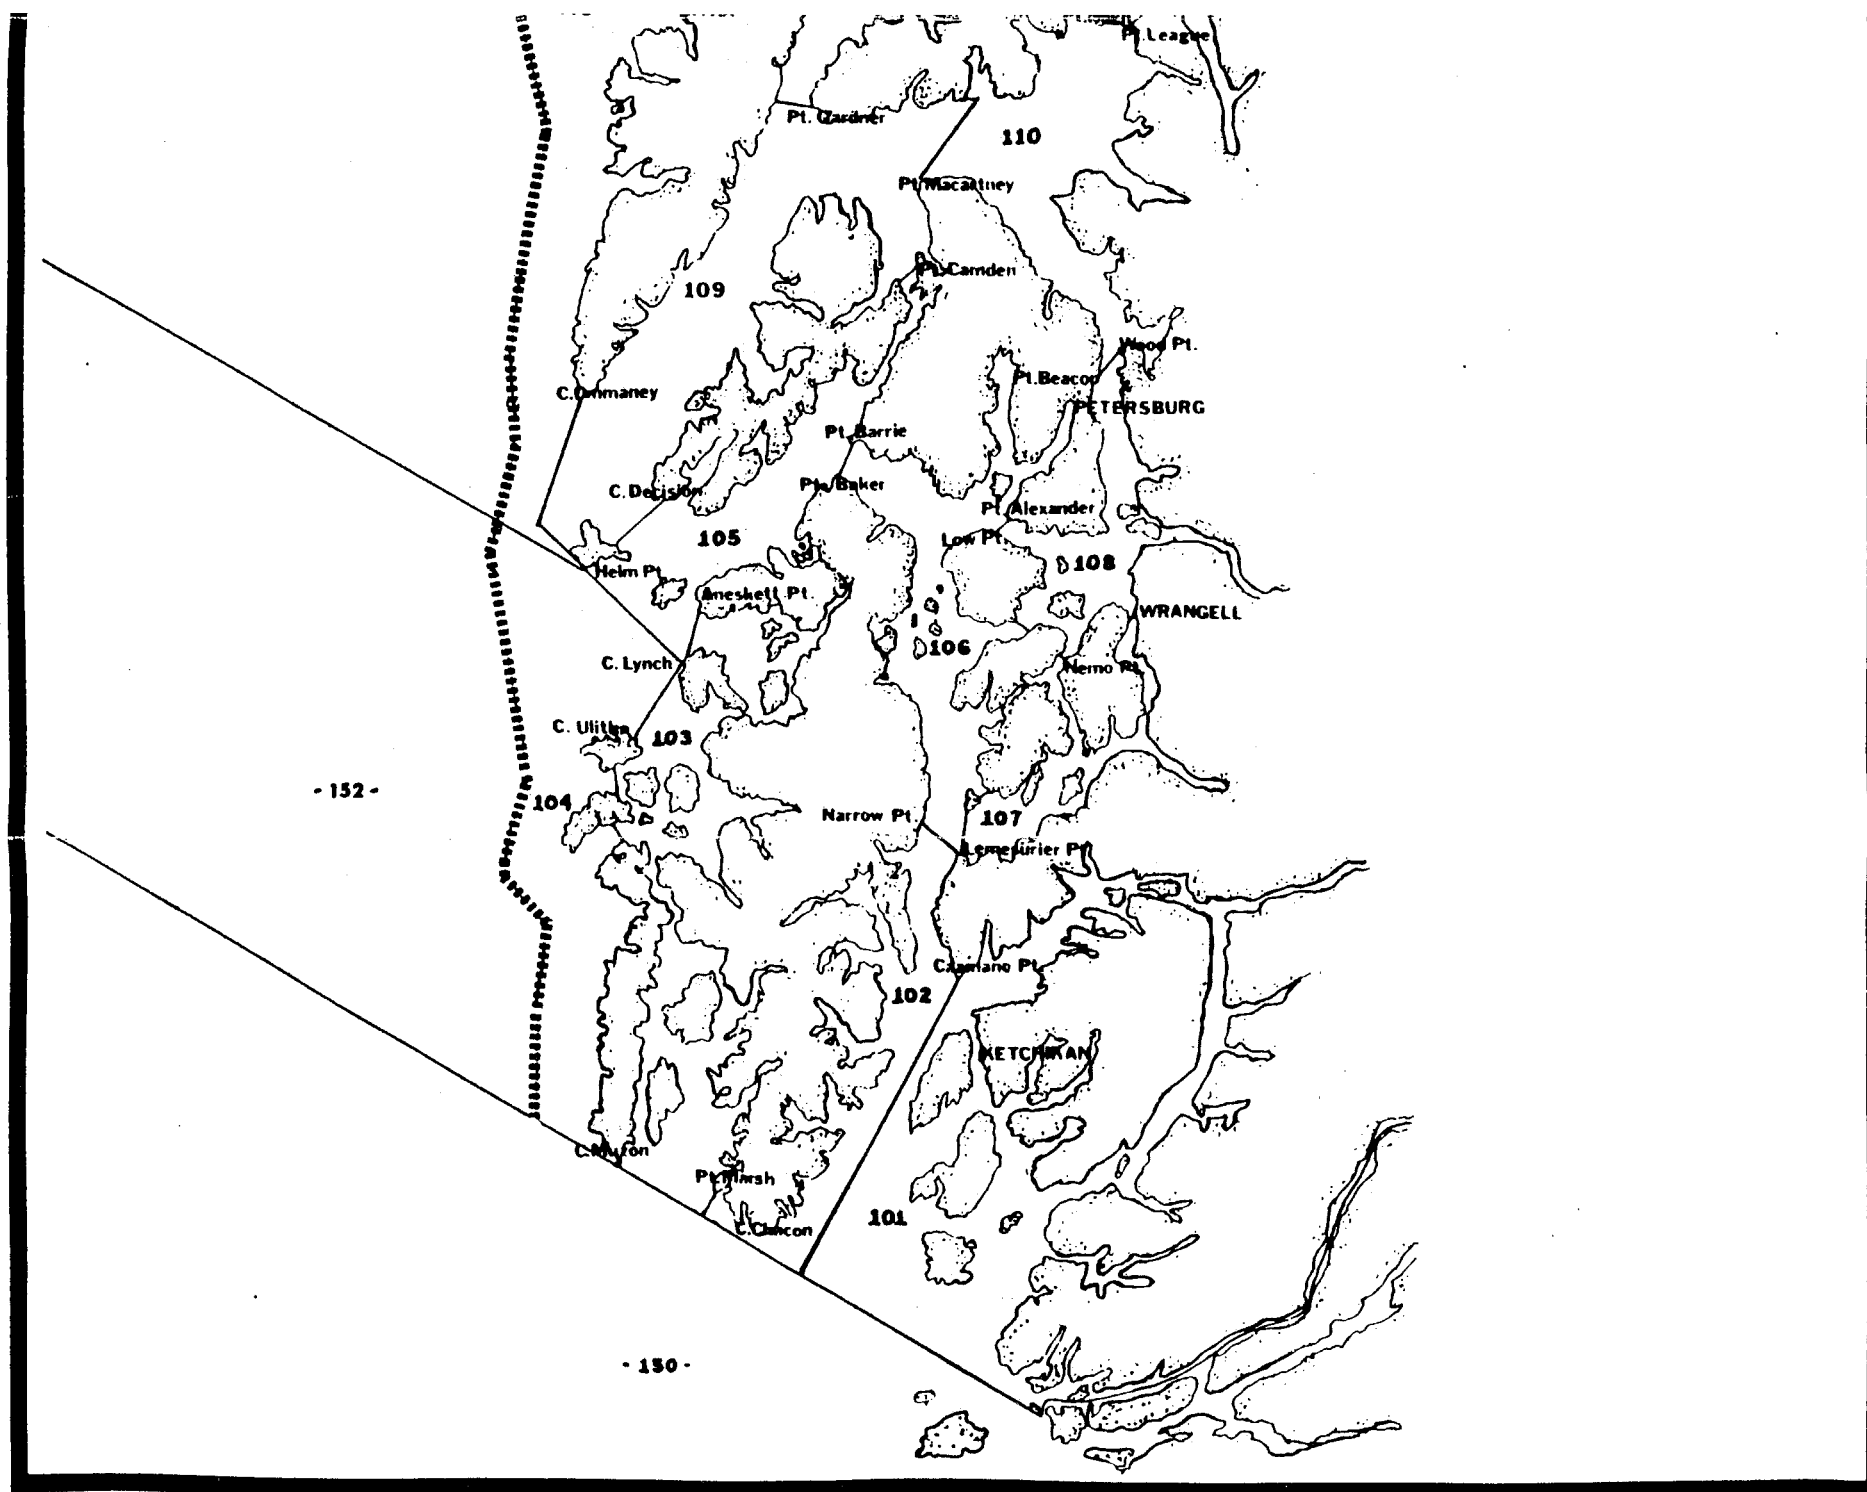 Pt. League
Pt. Gardner
110
Pt. Macartney
Pt. Camden
109
Wood Pt.
Pt. Beacon
C. Ommaney
PETERSBURG
Pt. Barrie
Pt. Baker
C. Decision
Pt. Alexander
105
Low Pt.
108
Helm Pt.
Aneskett Pt.
WRANGELL
106
C. Lynch
Nemo Pt.
C. Ulitka
103
- 152 -
104
Narrow Pt.
107
Lemesurier Pt.
Caamano Pt.
102
KETCHIKAN
C. Muzon
Pt. Marsh
101
C. Chacon
- 150 -